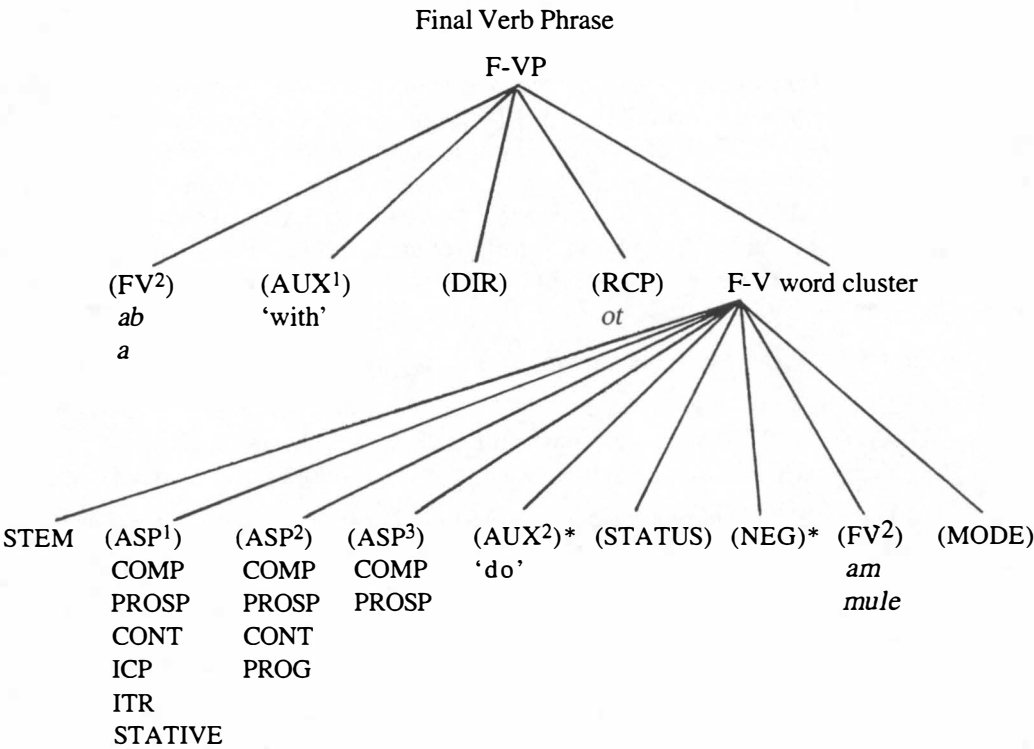 Final Verb Phrase
F-VP
(FV²) (AUX¹) (DIR) (RCP) F-V word cluster
ab ‘with’ ot
a
STEM (ASP¹) (ASP²) (ASP³) (AUX²)* (STATUS) (NEG)* (FV²) (MODE)
COMP COMP COMP ‘do’ am
PROSP PROSP PROSP mule
CONT CONT
ICP PROG
ITR
STATIVE